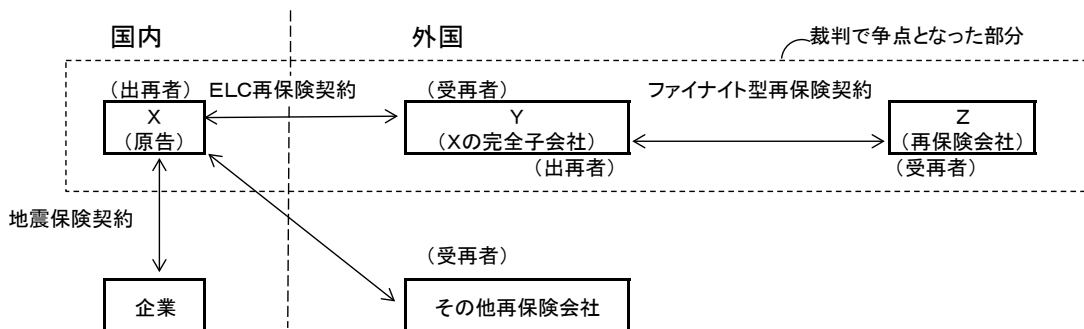 国内
外国
裁判で争点となった部分
(出再者)
ELC再保険契約
(受再者)
ファイナイト型再保険契約
X
(原告)
Y
(Xの完全子会社)
Z
(再保険会社)
(出再者)
(受再者)
地震保険契約
(受再者)
企業
その他再保険会社